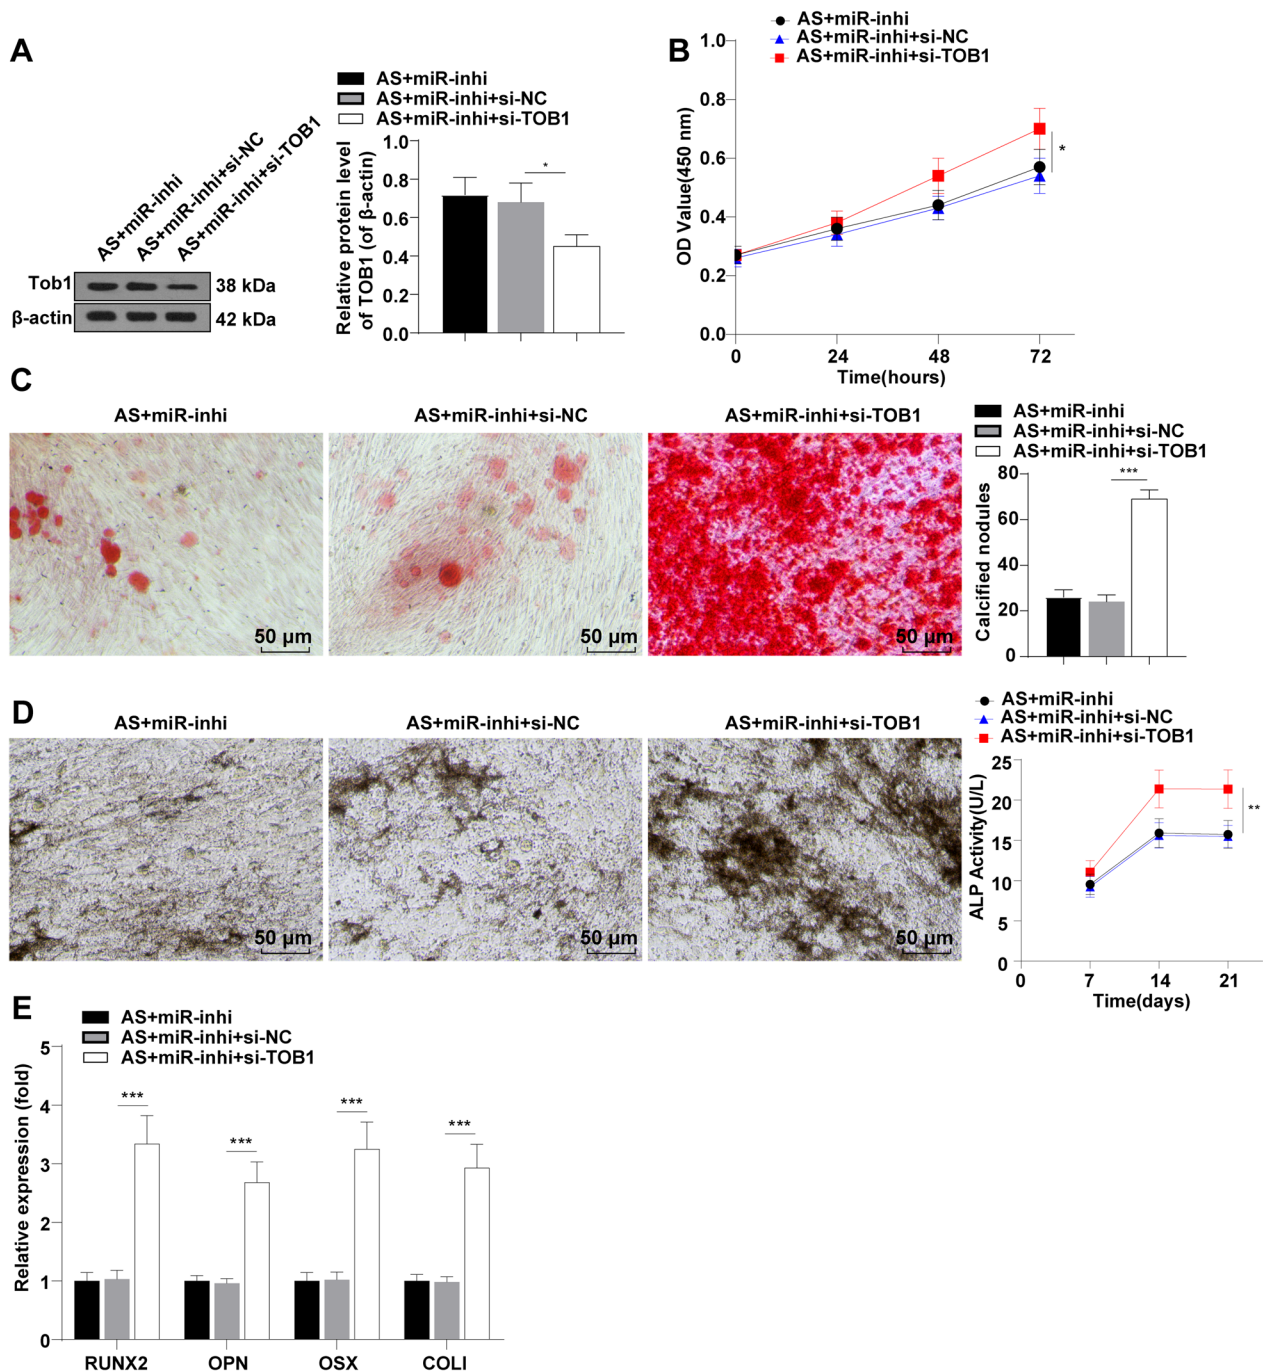 A
AS+miR-inhi
AS+miR-inhi+si-NC
AS+miR-inhi+si-TOB1
Tob1
38 kDa
β-actin
42 kDa
AS+miR-inhi
AS+miR-inhi+si-NC
AS+miR-inhi+si-TOB1
Relative protein level
of TOB1 (of β-actin)
1.0
0.8
0.6
0.4
0.2
0.0
*
B
AS+miR-inhi
AS+miR-inhi+si-NC
AS+miR-inhi+si-TOB1
OD Value(450 nm)
1.0
0.8
0.6
0.4
0.2
0.0
*
0 24 48 72
Time(hours)
C
AS+miR-inhi
AS+miR-inhi+si-NC
AS+miR-inhi+si-TOB1
50 µm
50 µm
50 µm
AS+miR-inhi
AS+miR-inhi+si-NC
AS+miR-inhi+si-TOB1
Calcified nodules
80
60
40
20
0
***
D
AS+miR-inhi
AS+miR-inhi+si-NC
AS+miR-inhi+si-TOB1
50 µm
50 µm
50 µm
AS+miR-inhi
AS+miR-inhi+si-NC
AS+miR-inhi+si-TOB1
ALP Activity(U/L)
25
20
15
10
5
0
**
0 7 14 21
Time(days)
E
AS+miR-inhi
AS+miR-inhi+si-NC
AS+miR-inhi+si-TOB1
Relative expression (fold)
5
4
3
2
1
0
***
***
***
***
RUNX2 OPN OSX COLI